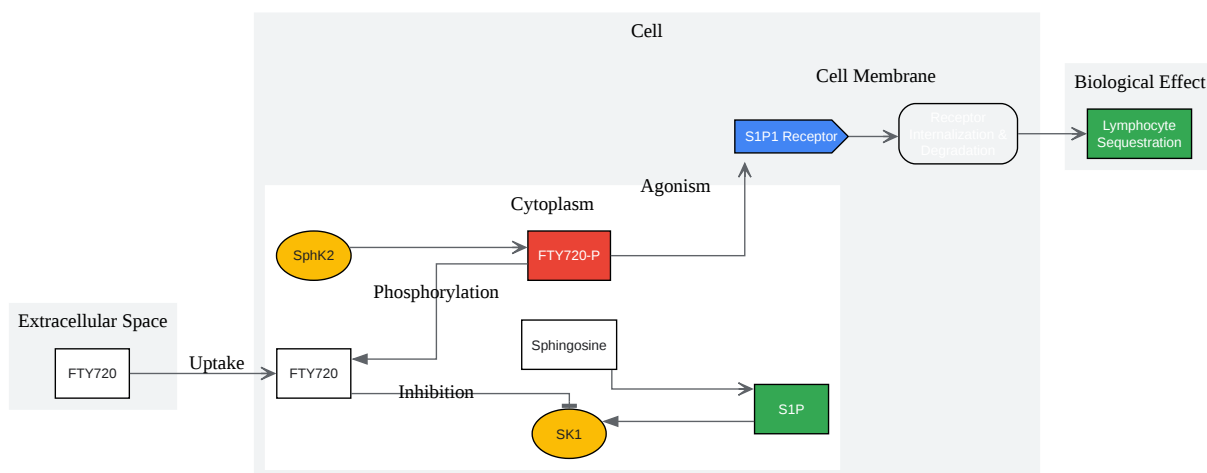 Cell
Cell Membrane
Biological Effect
Receptor
Internalization &
Degradation
S1P1 Receptor
Lymphocyte
Sequestration
Agonism
Cytoplasm
SphK2
FTY720-P
Phosphorylation
Extracellular Space
Sphingosine
Uptake
FTY720
FTY720
Inhibition
S1P
SK1